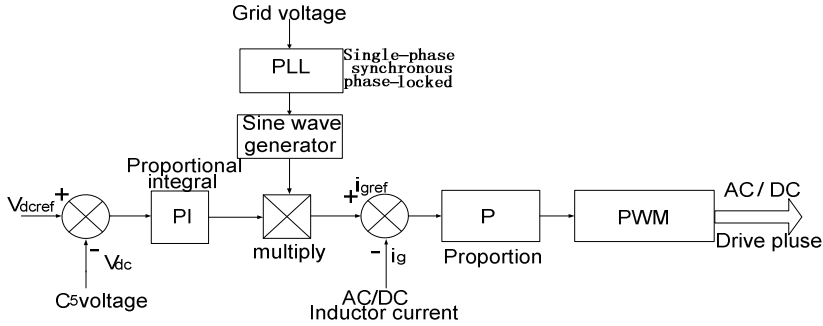 Grid voltage
PLL
Single-phase
synchronous
phase-locked
Sine wave
generator
Proportional
integral
Vdcref
+
PI
multiply
+
igref
P
Proportion
PWM
AC / DC
Drive pluse
-
Vdc
C5voltage
-
ig
AC/DC
Inductor current